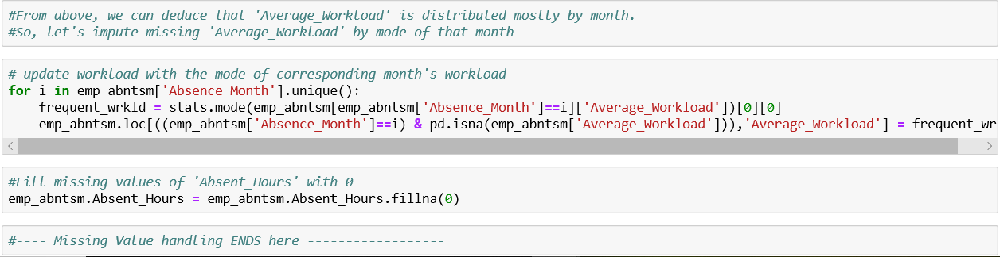 #From above, we can deduce that 'Average_Workload' is distributed mostly by month.
#So, let's impute missing 'Average_Workload' by mode of that month
# update workload with the mode of corresponding month's workload
for i in emp_abntsm['Absence_Month'].unique():
    frequent_wrkld = stats.mode(emp_abntsm[emp_abntsm['Absence_Month']==i]['Average_Workload'])[0][0]
    emp_abntsm.loc[((emp_abntsm['Absence_Month']==i) & pd.isna(emp_abntsm['Average_Workload'])),'Average_Workload'] = frequent_wr
#Fill missing values of 'Absent_Hours' with 0
emp_abntsm.Absent_Hours = emp_abntsm.Absent_Hours.fillna(0)
#---- Missing Value handling ENDS here ------------------